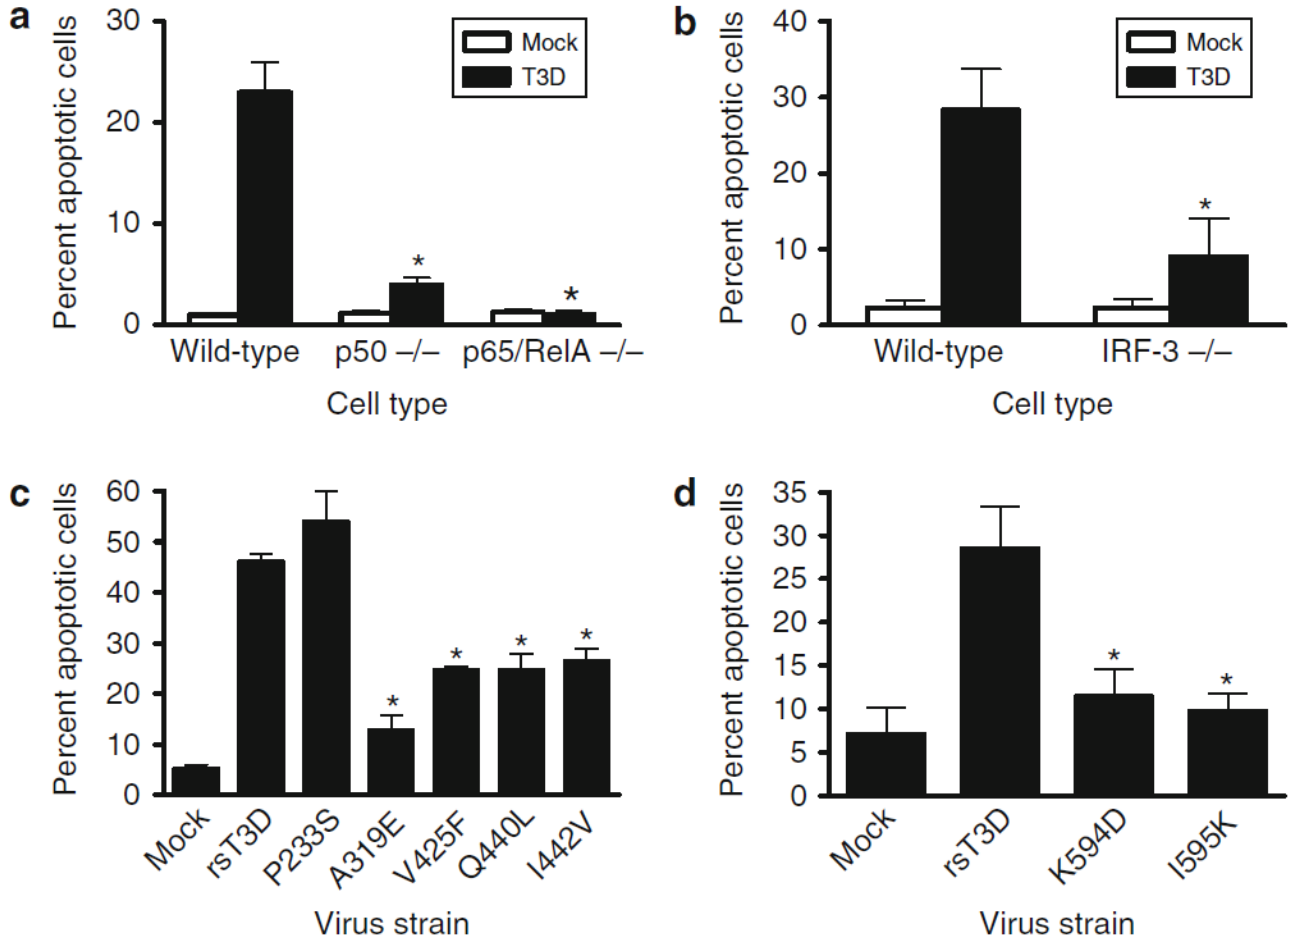 a
Percent apoptotic cells
30
20
10
0
Mock
T3D
*
*
Wild-type p50 –/– p65/RelA –/–
Cell type
b
Percent apoptotic cells
40
30
20
10
0
Mock
T3D
*
Wild-type IRF-3 –/–
Cell type
c
Percent apoptotic cells
60
50
40
30
20
10
0
*
*
*
*
Mock
rsT3D
P233S
A319E
V425F
Q440L
I442V
Virus strain
d
Percent apoptotic cells
35
30
25
20
15
10
5
0
*
*
Mock
rsT3D
K594D
I595K
Virus strain